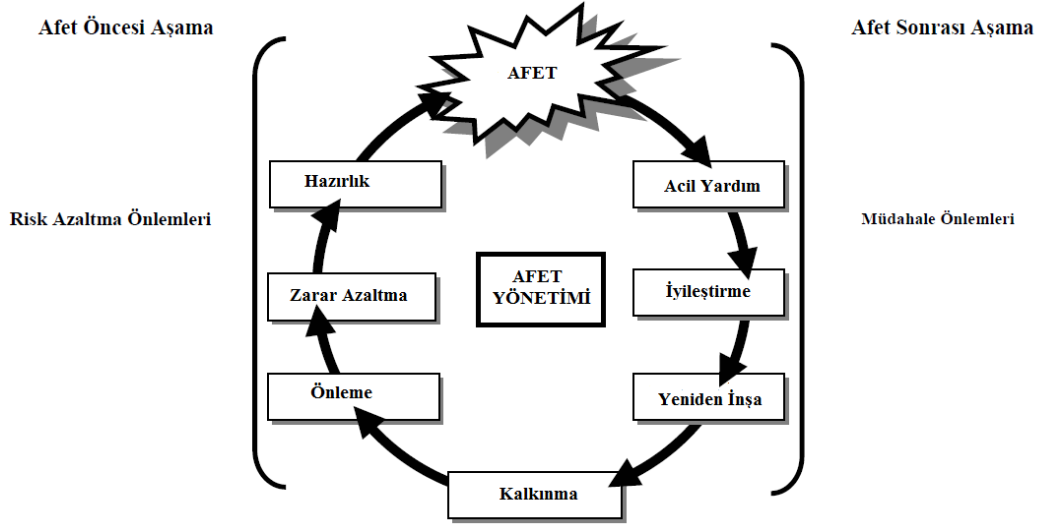 Afet Öncesi Aşama
Afet Sonrası Aşama
AFET
Hazırlık
Acil Yardım
Risk Azaltma Önlemleri
Müdahale Önlemleri
Zarar Azaltma
AFET
YÖNETİMİ
İyileştirme
Önleme
Yeniden İnşa
Kalkınma